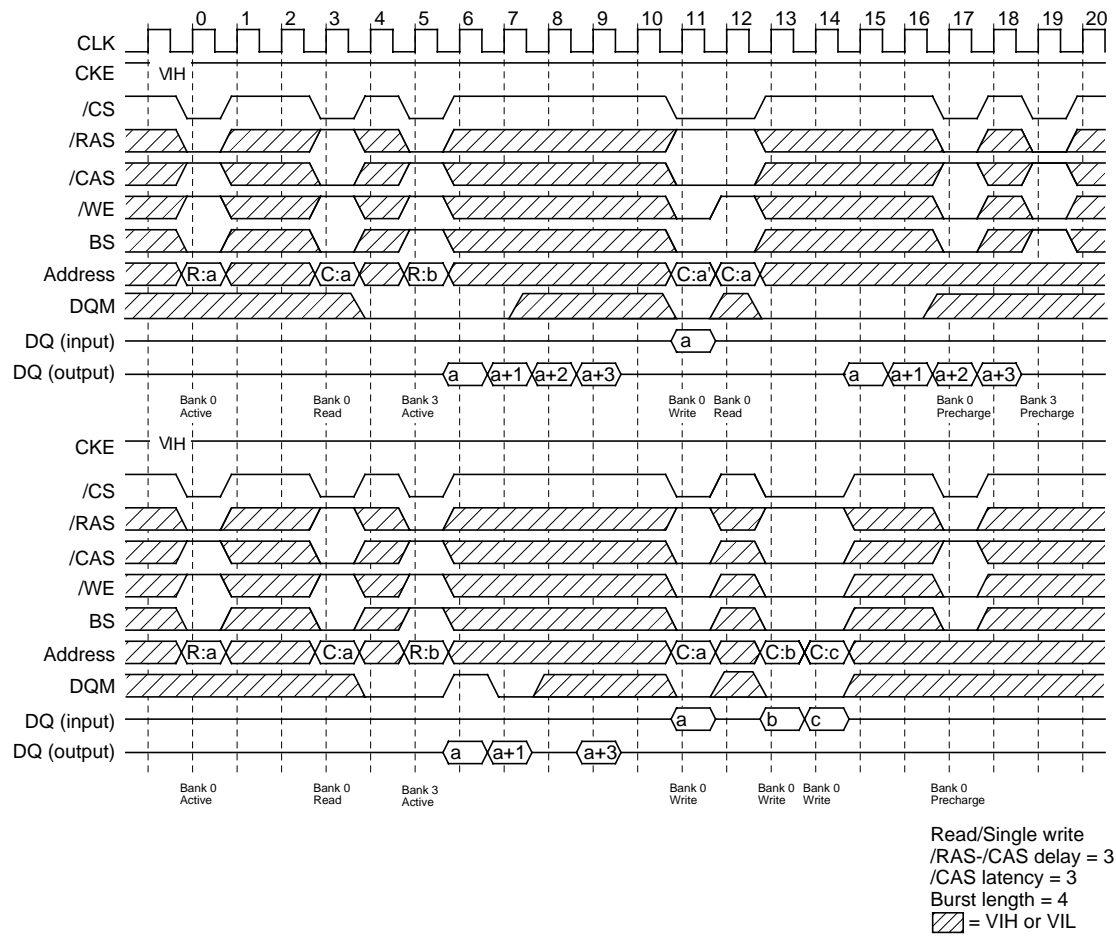 0 1 2 3 4 5 6 7 8 9 10 11 12 13 14 15 16 17 18 19 20
CLK
CKE VIH
/CS
/RAS
/CAS
/WE
BS
Address R:a C:a R:b C:a' C:a
DQM
DQ (input) a
DQ (output) a a+1 a+2 a+3 a a+1 a+2 a+3
Bank 0 Bank 0 Bank 3 Bank 0 Bank 0 Bank 0 Bank 3
Active Read Active Write Read Precharge Precharge
CKE VIH
/CS
/RAS
/CAS
/WE
BS
Address R:a C:a R:b C:a C:b C:c
DQM
DQ (input) a b c
DQ (output) a a+1 a+3
Bank 0 Bank 0 Bank 3 Bank 0 Bank 0 Bank 0 Bank 0
Active Read Active Write Write Write Precharge
Read/Single write
/RAS-/CAS delay = 3
/CAS latency = 3
Burst length = 4
= VIH or VIL